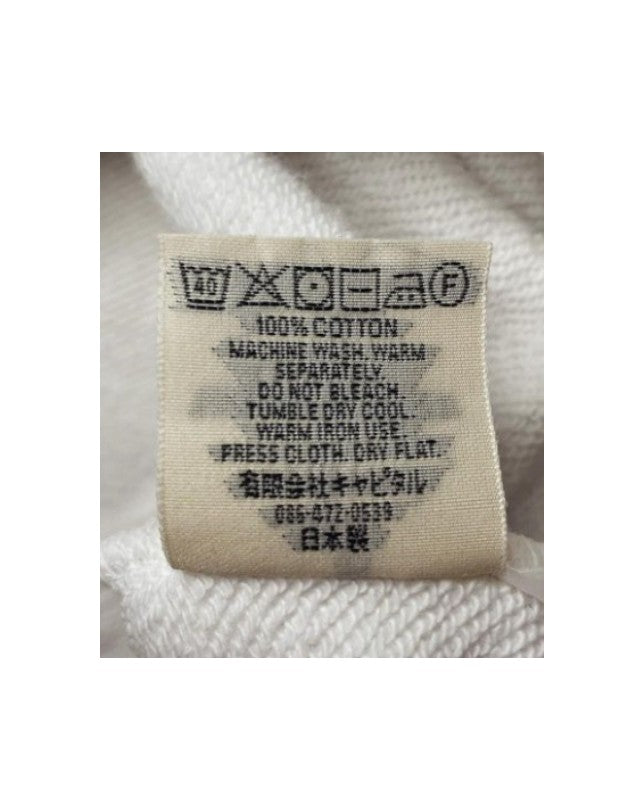 40 F
100% COTTON
MACHINE WASH. WARM
SEPARATELY.
DO NOT BLEACH.
TUMBLE DRY COOL.
WARM IRON USE.
PRESS CLOTH. DRY FLAT.
有限会社キャピタル
086-472-0539
日本製